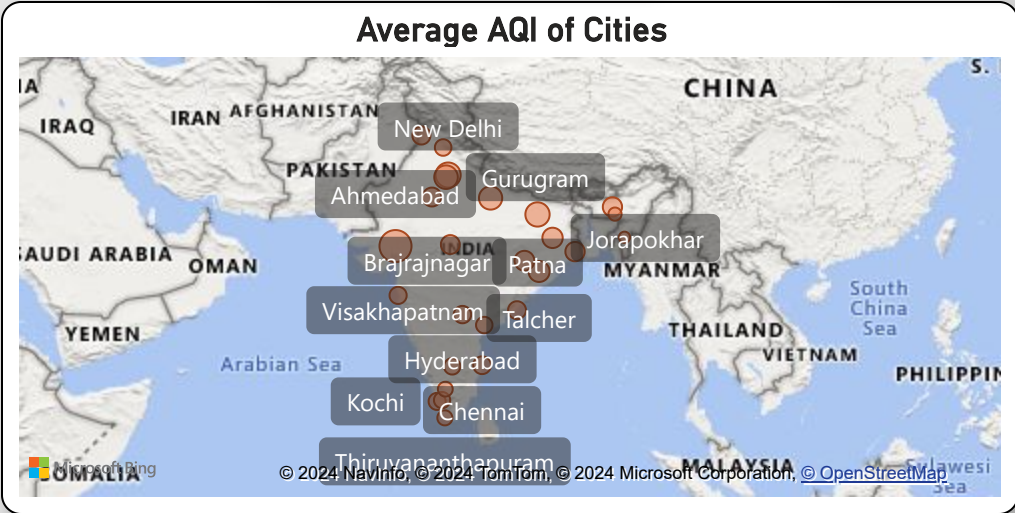 Average AQI of Cities
S.
CHINA
IRAQ
IRAN
AFGHANISTAN
New Delhi
PAKISTAN
Gurugram
Ahmedabad
SAUDI ARABIA
OMAN
INDIA
Jorapokhar
Brajrajnagar
Patna
MYANMAR
South
China
Sea
Visakhapatnam
Talcher
YEMEN
THAILAND
VIETNAM
Arabian Sea
Hyderabad
PHILIPPIN
Kochi
Chennai
Thiruvananthapuram
Microsoft Bing
SOMALIA
MALAYSIA
Sulawesi
Sea
© 2024 NavInfo, © 2024 TomTom, © 2024 Microsoft Corporation, © OpenStreetMap